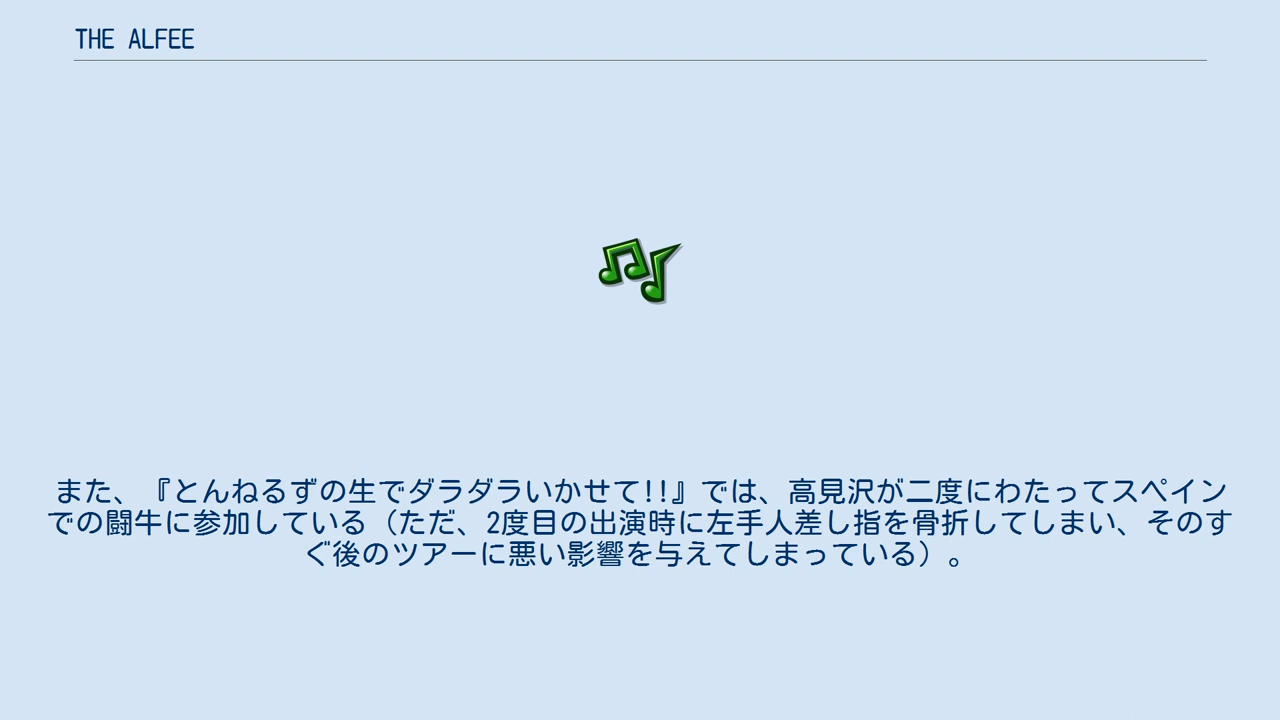 THE ALFEE
また、『とんねるずの生でダラダラいかせて!!』では、高見沢が二度にわたってスペイン
での闘牛に参加している（ただ、2度目の出演時に左手人差し指を骨折してしまい、そのす
ぐ後のツアーに悪い影響を与えてしまっている）。